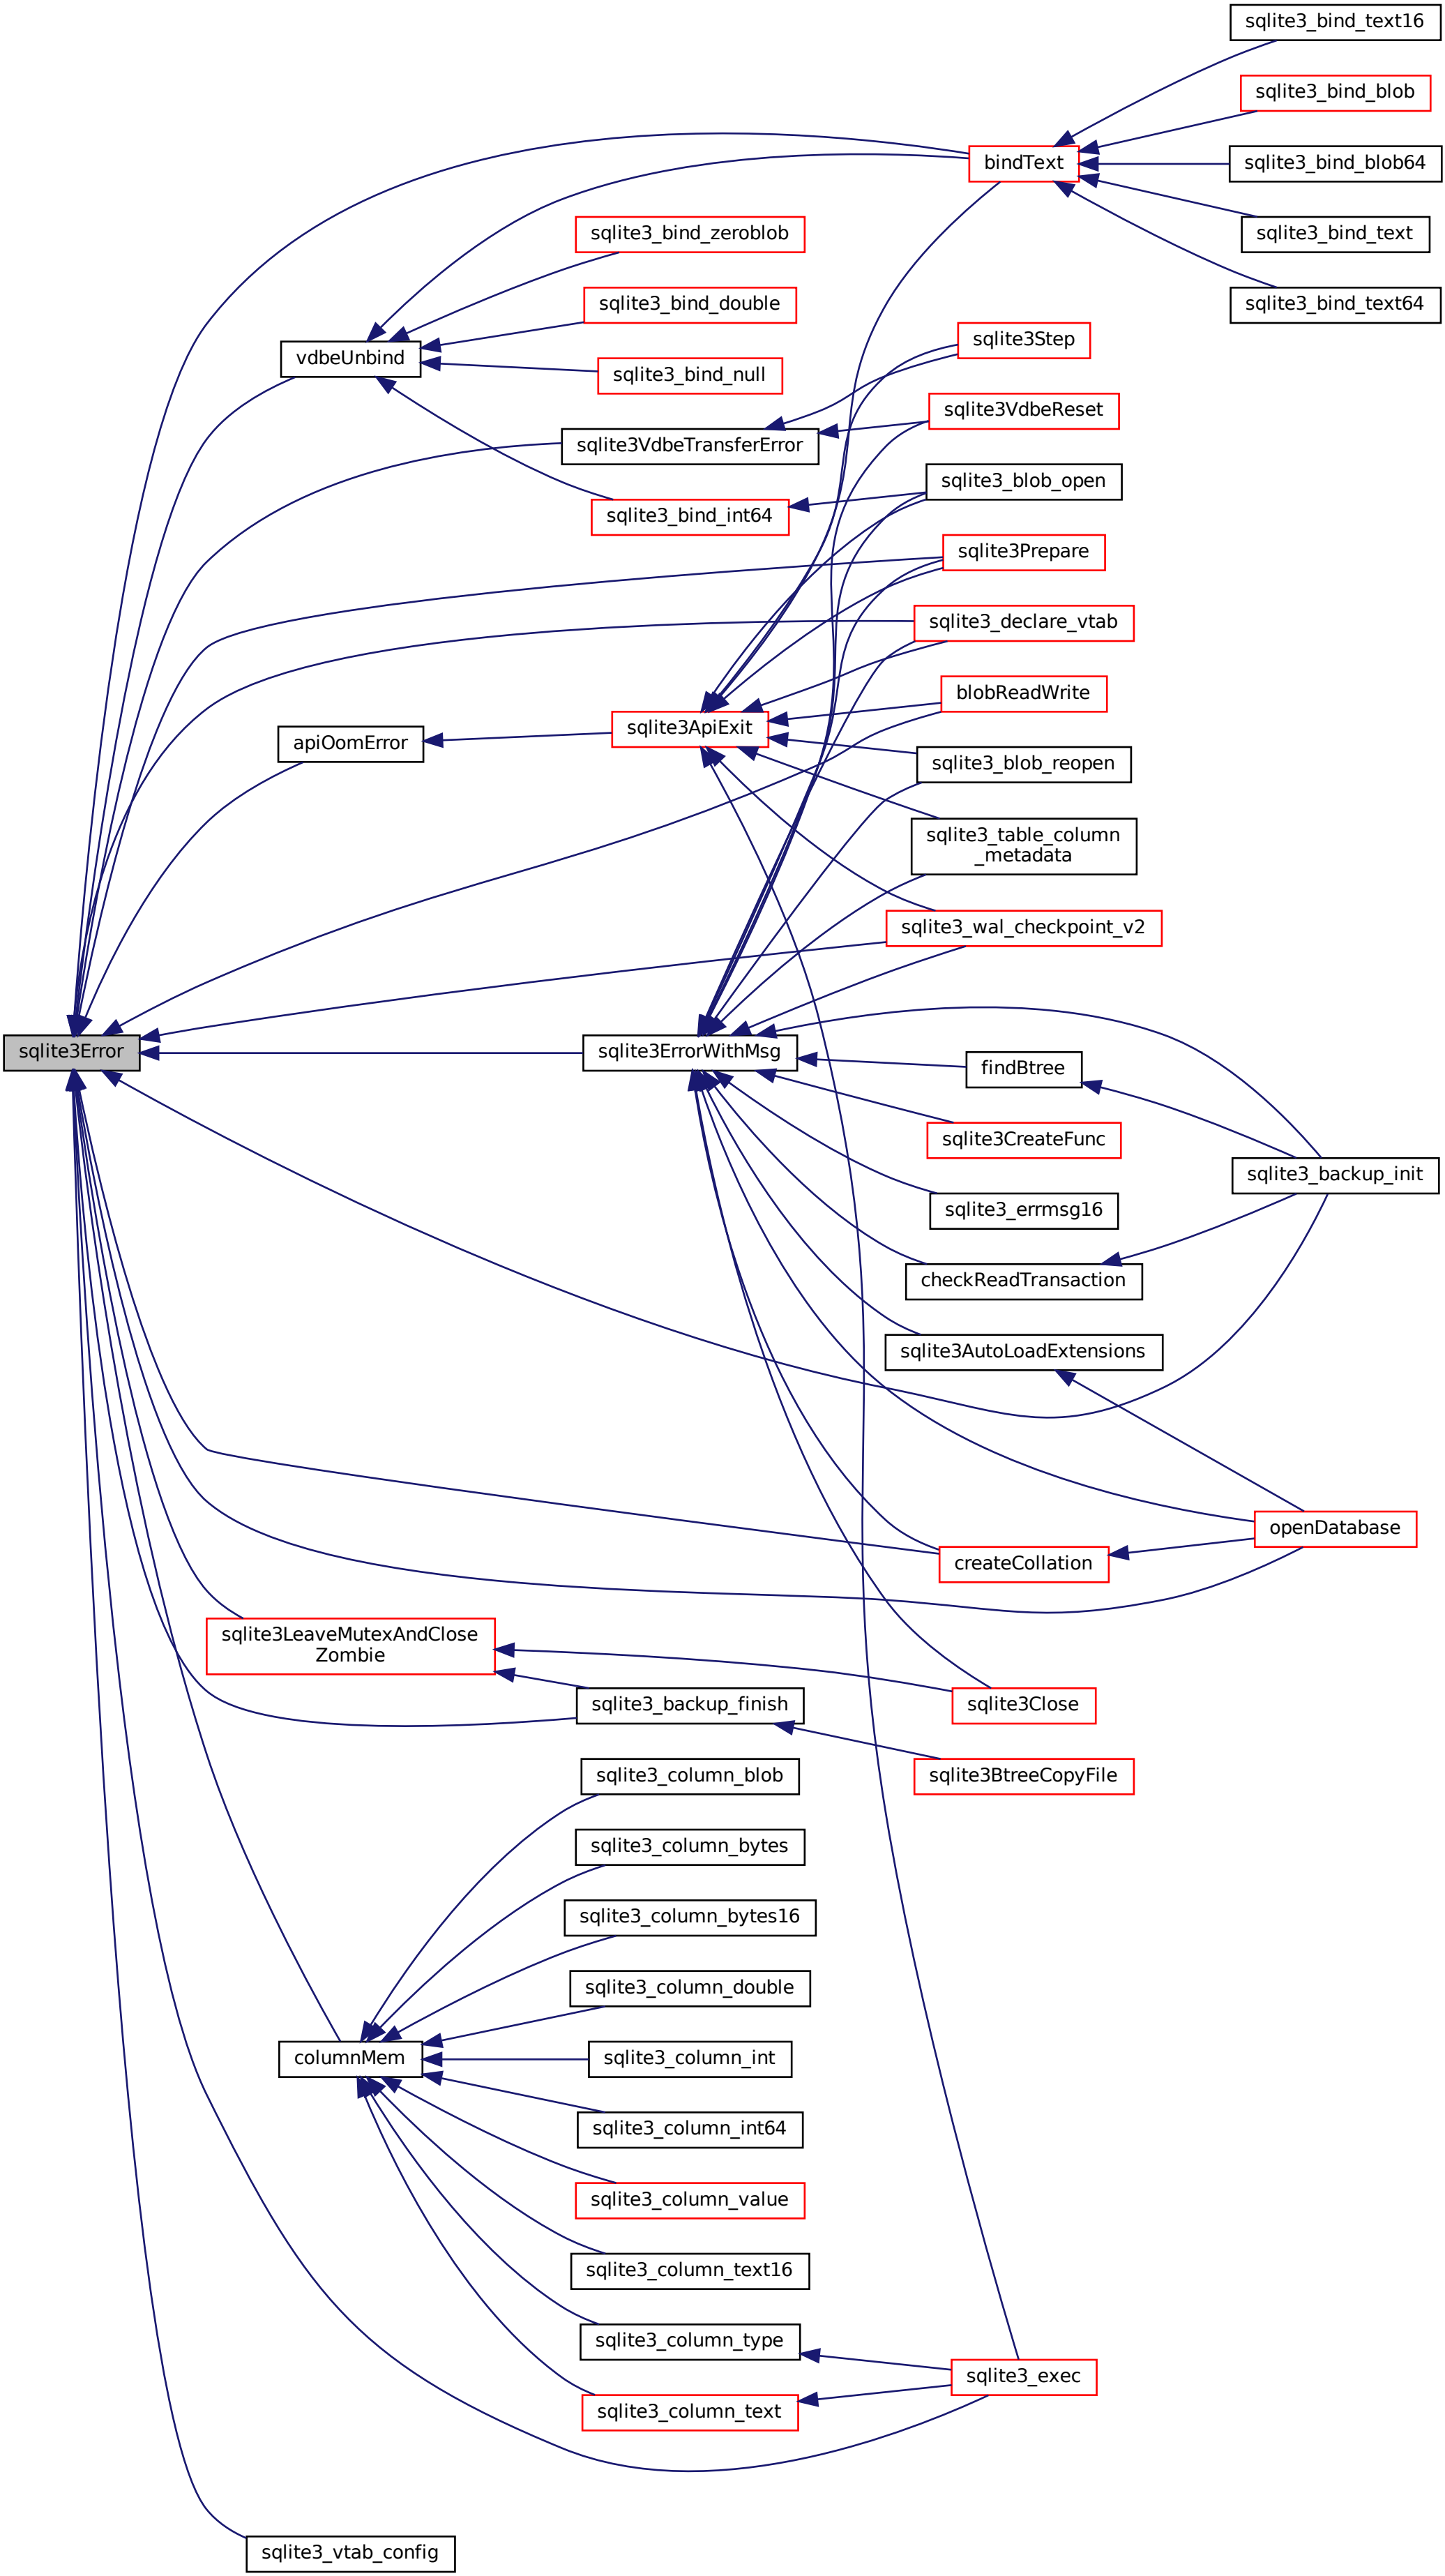 sqlite3_bind_text16
sqlite3_bind_blob
bindText
sqlite3_bind_blob64
sqlite3_bind_zeroblob
sqlite3_bind_text
sqlite3_bind_double
sqlite3_bind_text64
vdbeUnbind
sqlite3Step
sqlite3_bind_null
sqlite3VdbeReset
sqlite3VdbeTransferError
sqlite3_blob_open
sqlite3_bind_int64
sqlite3Prepare
sqlite3_declare_vtab
blobReadWrite
sqlite3ApiExit
apiOomError
sqlite3_blob_reopen
sqlite3_table_column
_metadata
sqlite3_wal_checkpoint_v2
sqlite3Error
sqlite3ErrorWithMsg
findBtree
sqlite3CreateFunc
sqlite3_backup_init
sqlite3_errmsg16
checkReadTransaction
sqlite3AutoLoadExtensions
openDatabase
createCollation
sqlite3LeaveMutexAndClose
Zombie
sqlite3_backup_finish
sqlite3Close
sqlite3_column_blob
sqlite3BtreeCopyFile
sqlite3_column_bytes
sqlite3_column_bytes16
sqlite3_column_double
columnMem
sqlite3_column_int
sqlite3_column_int64
sqlite3_column_value
sqlite3_column_text16
sqlite3_column_type
sqlite3_exec
sqlite3_column_text
sqlite3_vtab_config